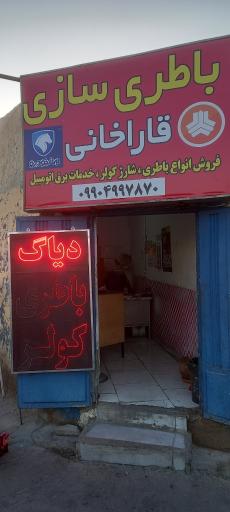 باطری سازی
قاراخانی
فروش انواع باطری، شارژ کولر، خدمات برق اتومبیل
۰۹۹۰۴۹۹۷۸۷۰
دیاگ
باطری
کولر